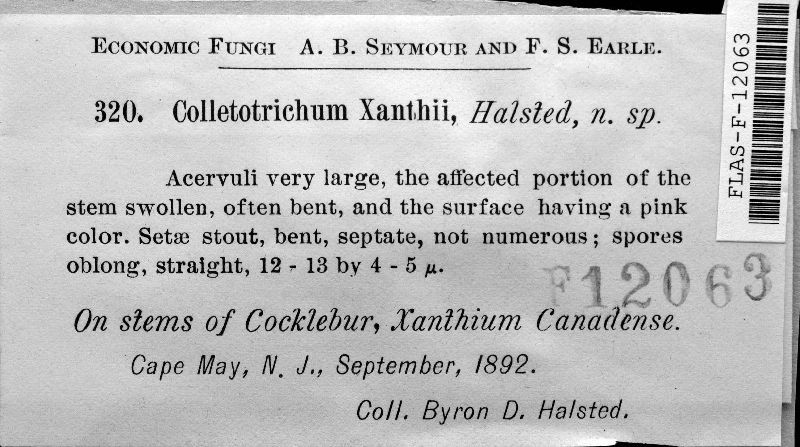 ECONOMIC FUNGI A. B. SEYMOUR AND F. S. EARLE.
320. Colletotrichum Xanthii, Halsted, n. sp.
Acervuli very large, the affected portion of the
stem swollen, often bent, and the surface having a pink
color. Setæ stout, bent, septate, not numerous; spores
oblong, straight, 12 - 13 by 4 - 5 µ.
F12063
On stems of Cocklebur, Xanthium Canadense.
Cape May, N. J., September, 1892.
Coll. Byron D. Halsted.
FLAS-F-12063